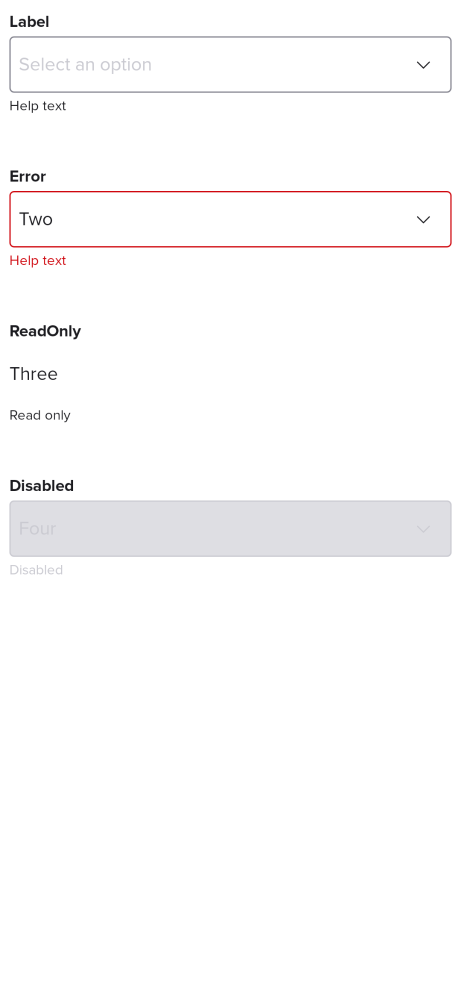 Label
Select an option
Help text
Error
Two
Help text
ReadOnly
Three
Read only
Disabled
Four
Disabled